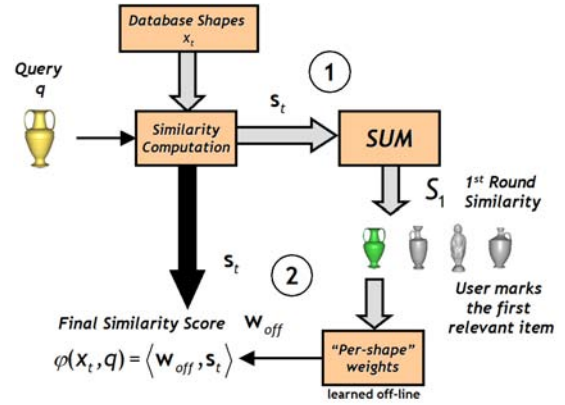 Database Shapes
x_t
1
Query
q
s_t
Similarity
Computation
SUM
S_1
1st Round
Similarity
s_t
2
User marks
the first
relevant item
Final Similarity Score
w_off
φ(x_t, q) = ⟨w_off, s_t⟩
"Per-shape"
weights
learned off-line